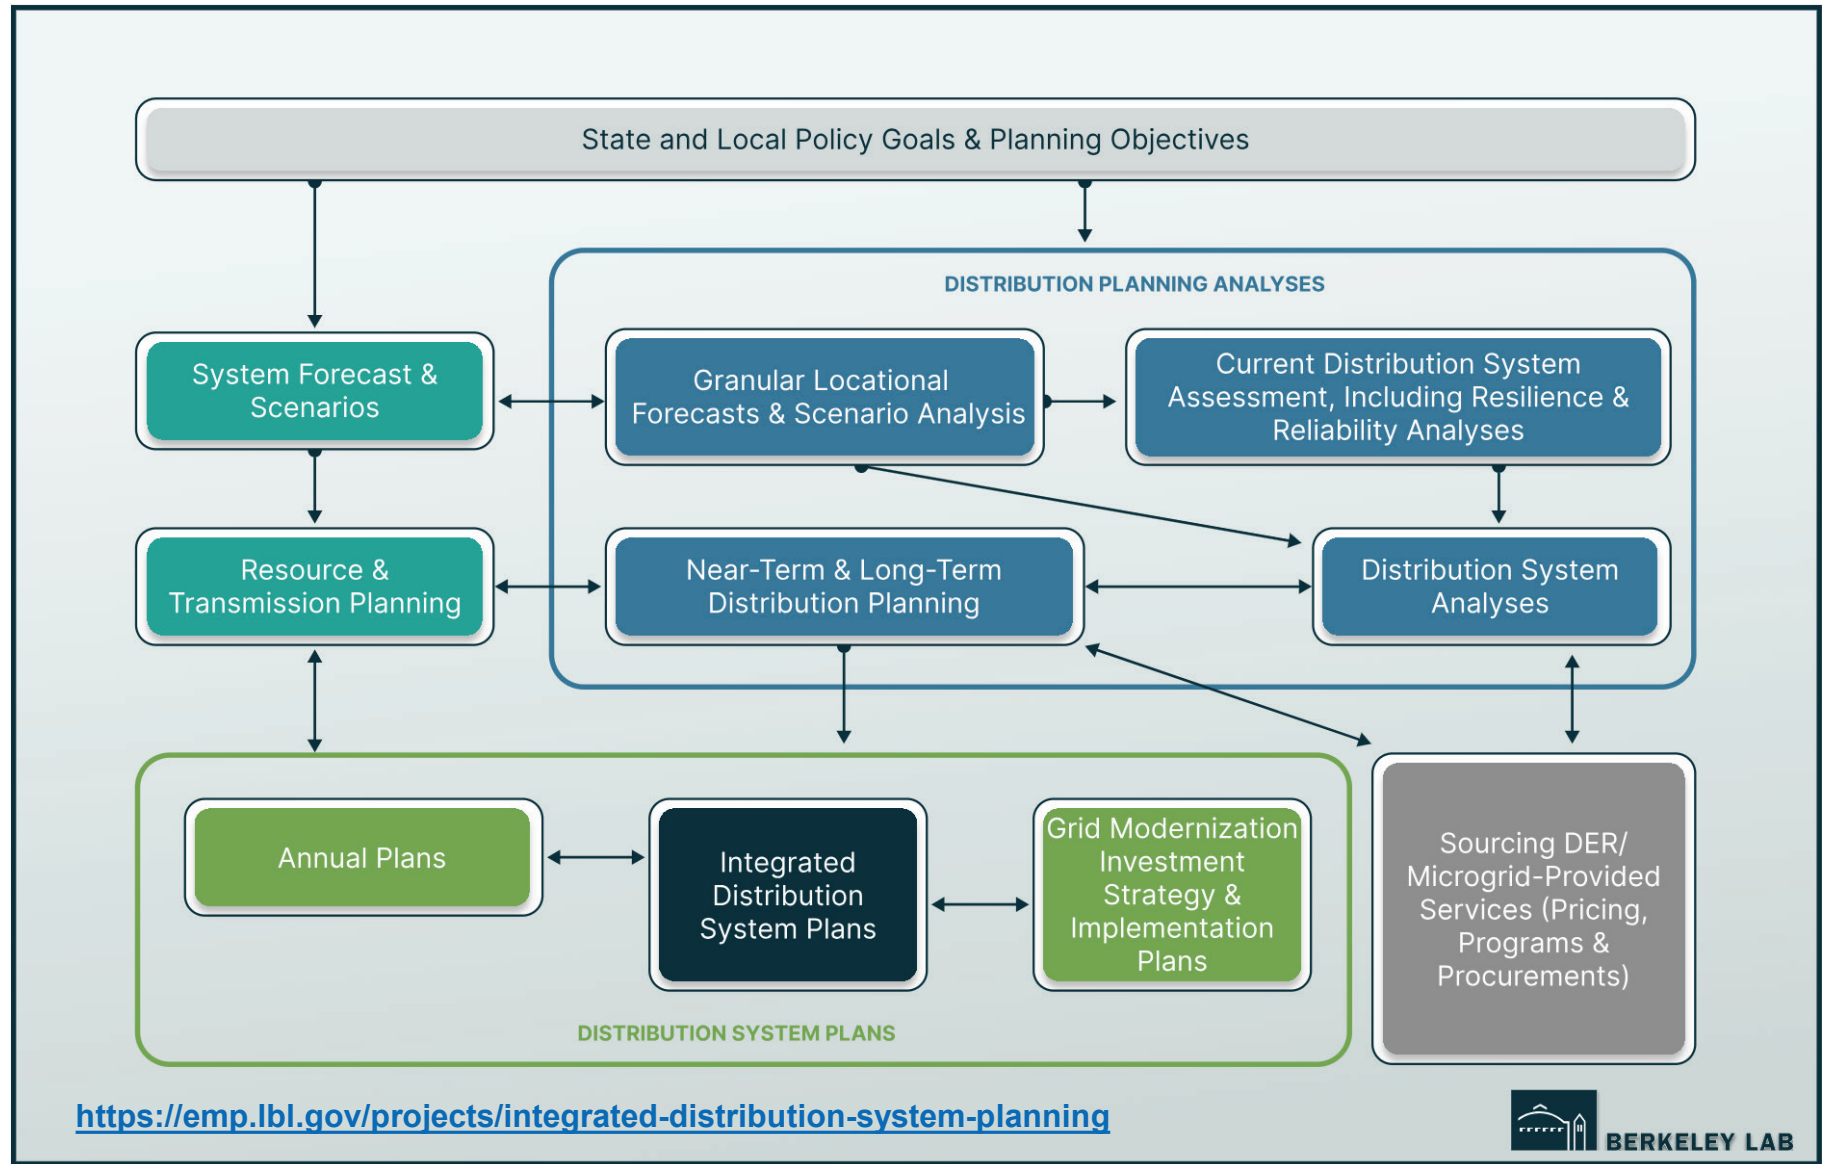 State and Local Policy Goals & Planning Objectives
DISTRIBUTION PLANNING ANALYSES
System Forecast &
Scenarios
Granular Locational
Forecasts & Scenario Analysis
Current Distribution System
Assessment, Including Resilience &
Reliability Analyses
Resource &
Transmission Planning
Near-Term & Long-Term
Distribution Planning
Distribution System
Analyses
Annual Plans
Integrated
Distribution
System Plans
Grid Modernization
Investment
Strategy &
Implementation
Plans
Sourcing DER/
Microgrid-Provided
Services (Pricing,
Programs &
Procurements)
DISTRIBUTION SYSTEM PLANS
https://emp.lbl.gov/projects/integrated-distribution-system-planning
BERKELEY LAB